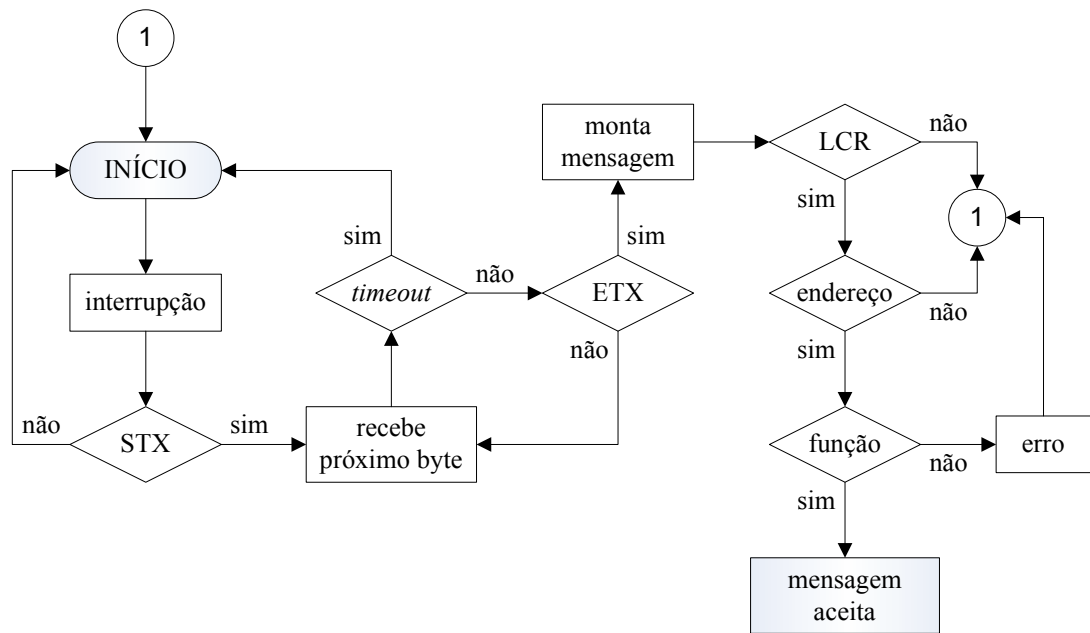 1
INÍCIO
interrupção
STX
não
sim
recebe
próximo byte
timeout
sim
não
ETX
sim
não
monta
mensagem
LCR
não
sim
1
endereço
não
sim
função
não
erro
sim
mensagem
aceita